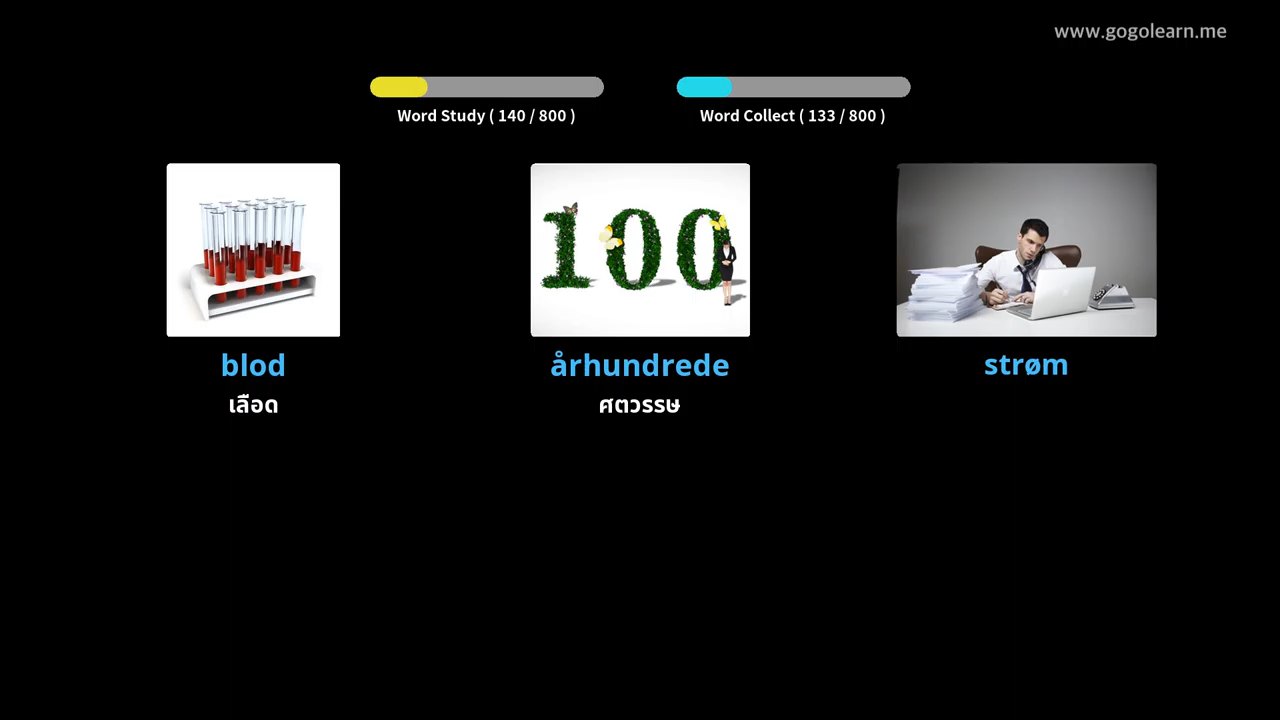 www.gogolearn.me
Word Study ( 140 / 800 )
Word Collect ( 133 / 800 )
100
blod
århundrede
strøm
เลือด
ศตวรรษ